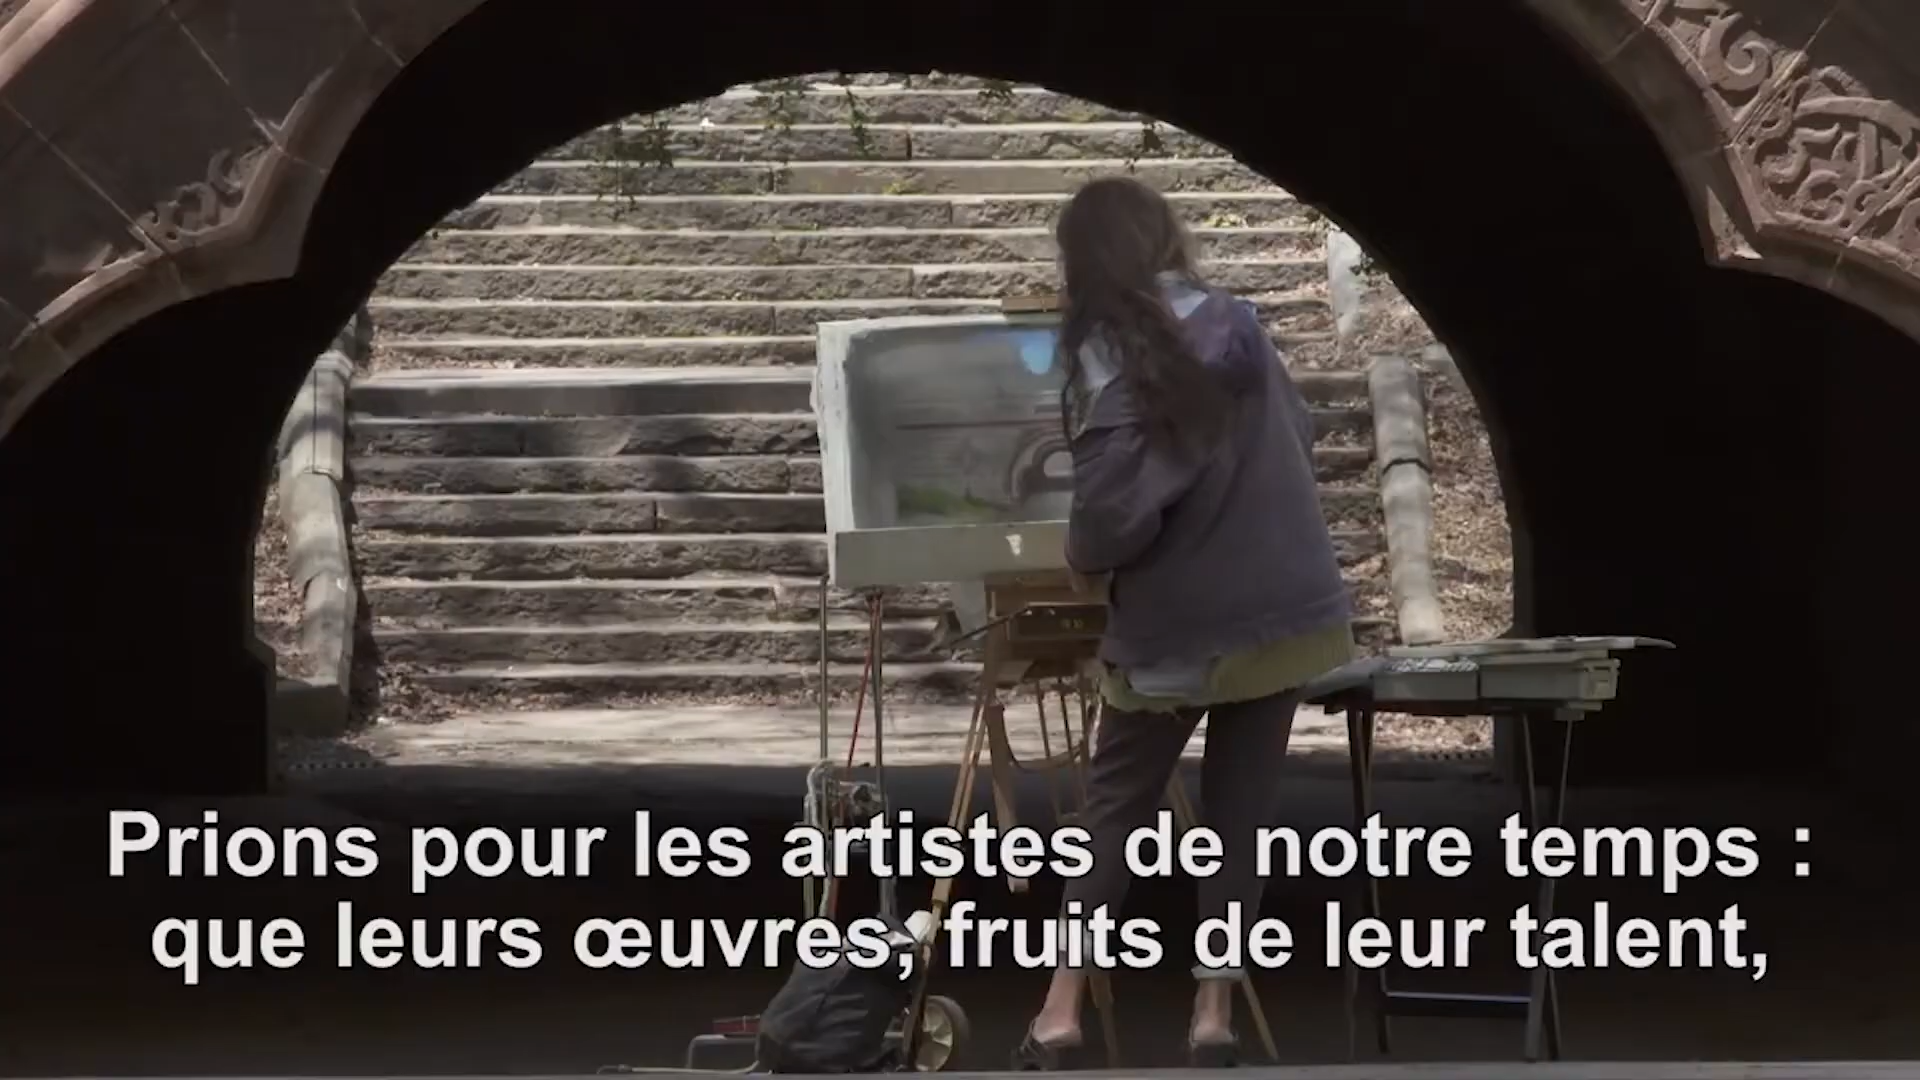 Prions pour les artistes de notre temps :
que leurs œuvres, fruits de leur talent,